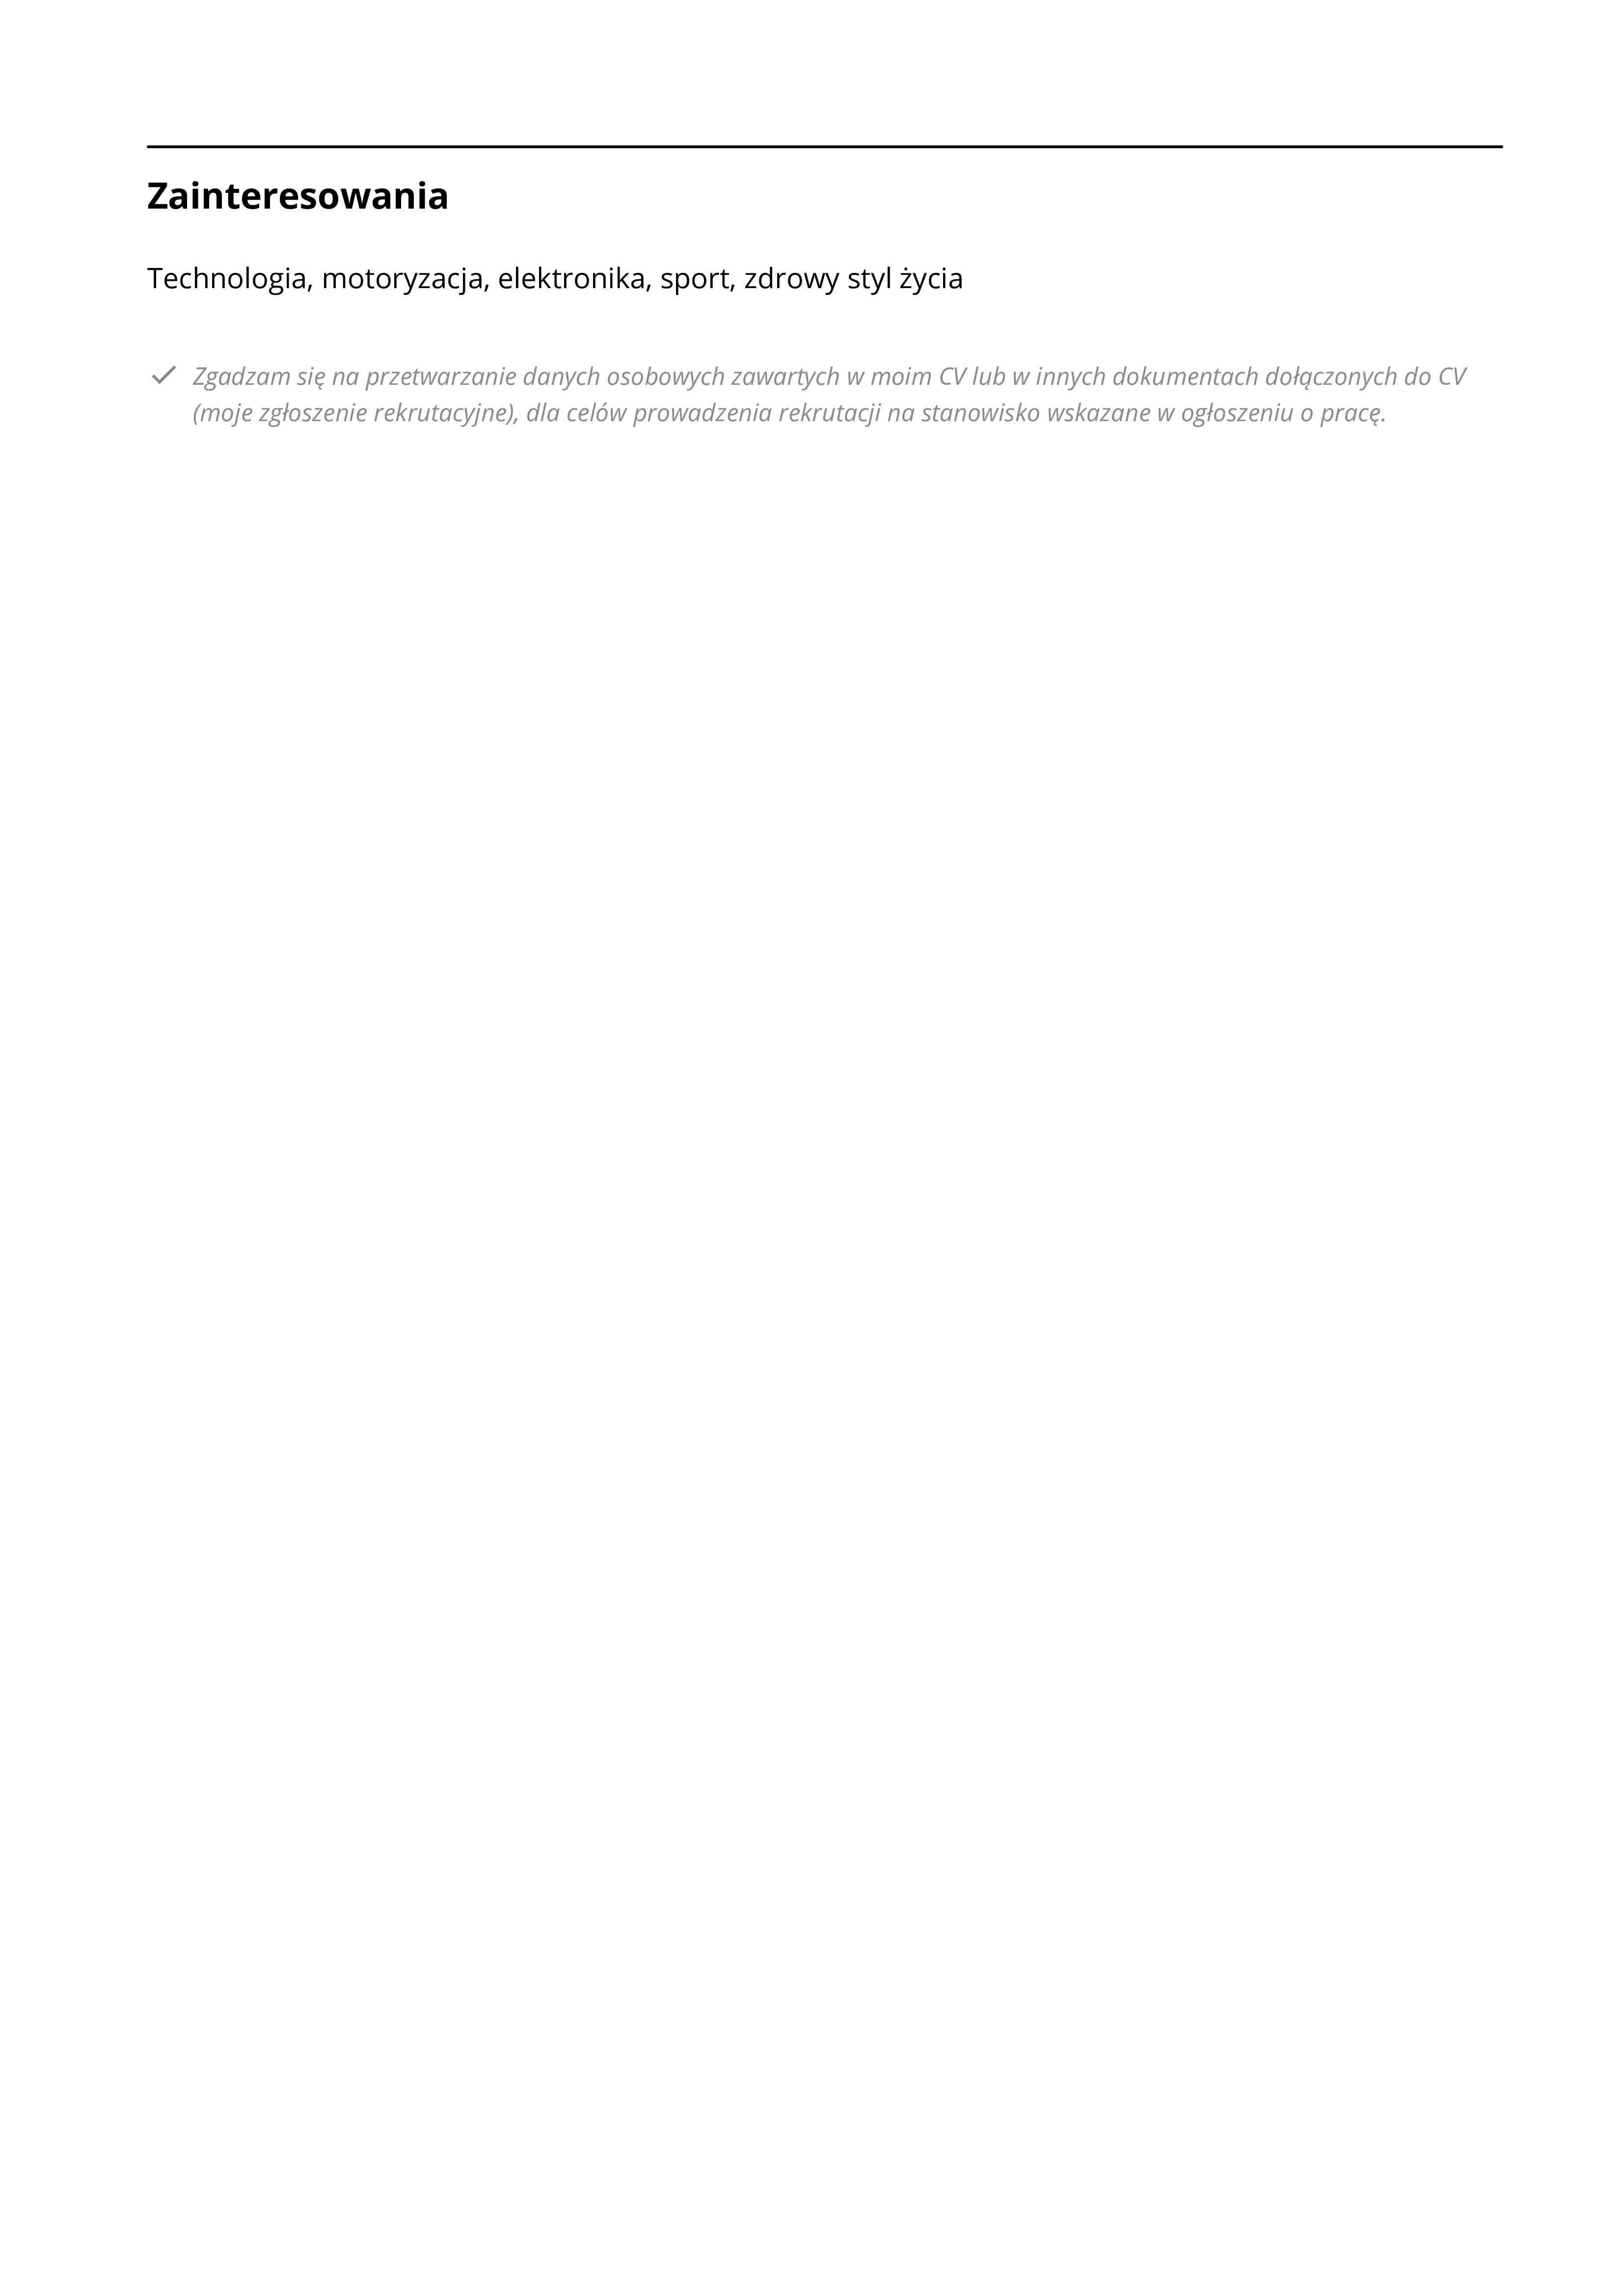 Zainteresowania
Technologia, motoryzacja, elektronika, sport, zdrowy styl życia
Zgadzam się na przetwarzanie danych osobowych zawartych w moim CV lub w innych dokumentach dołączonych do CV
(moje zgłoszenie rekrutacyjne), dla celów prowadzenia rekrutacji na stanowisko wskazane w ogłoszeniu o pracę.